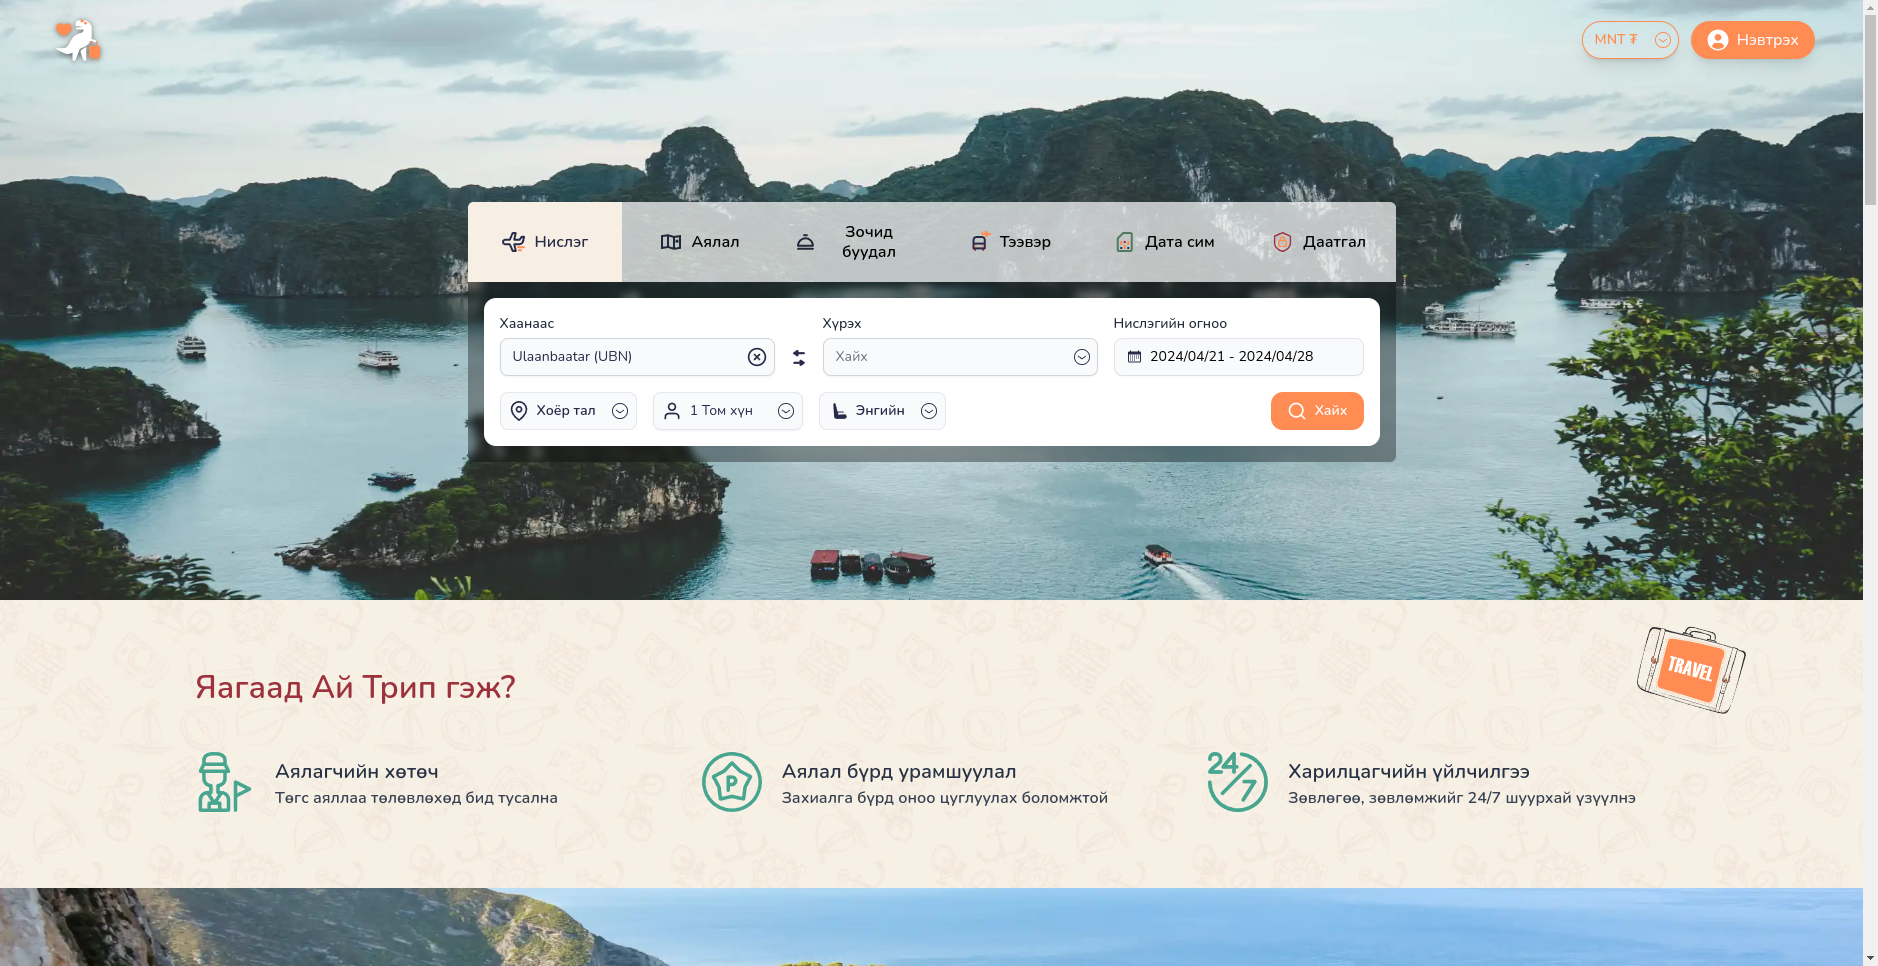 MNT ₮
Нэвтрэх
Нислэг
Аялал
Зочид
буудал
Тээвэр
Дата сим
Даатгал
Хаанаас
Хүрэх
Нислэгийн огноо
Ulaanbaatar (UBN)
Хайх
2024/04/21 - 2024/04/28
Хоёр тал
1 Том хүн
Энгийн
Хайх
TRAVEL
Яагаад Ай Трип гэж?
Аялагчийн хөтөч
Төгс аяллаа төлөвлөхөд бид тусална
Аялал бүрд урамшуулал
Захиалга бүрд оноо цуглуулах боломжтой
24/7
Харилцагчийн үйлчилгээ
Зөвлөгөө, зөвлөмжийг 24/7 шуурхай үзүүлнэ